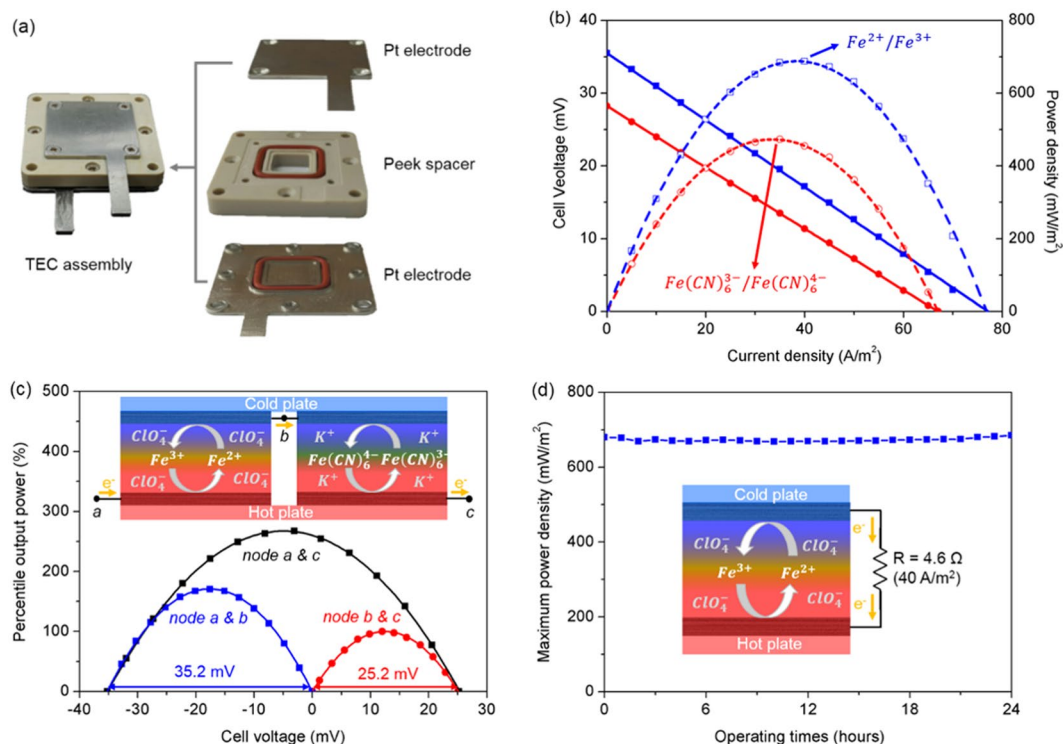 (a)
Pt electrode
Peek spacer
Pt electrode
TEC assembly
(b)
Cell Veoltage (mV)
40
30
20
10
0
Power density (mW/m²)
800
700
600
500
400
300
200
100
0
Fe²⁺/Fe³⁺
Fe(CN)₆³⁻/Fe(CN)₆⁴⁻
0 20 40 60 80
Current density (A/m²)
(c)
Percentile output power (%)
500
400
300
200
100
0
Cold plate
ClO₄⁻ ClO₄⁻
Fe³⁺ Fe²⁺
ClO₄⁻ ClO₄⁻
e⁻
a
b
K⁺ K⁺
Fe(CN)₆⁴⁻ Fe(CN)₆³⁻
K⁺ K⁺
e⁻
c
Hot plate
node a & c
node a & b
node b & c
35.2 mV
25.2 mV
-40 -30 -20 -10 0 10 20 30 40
Cell voltage (mV)
(d)
Maximum power density (mW/m²)
800
600
400
200
0
Cold plate
e⁻
ClO₄⁻ ClO₄⁻
Fe³⁺ Fe²⁺
ClO₄⁻ ClO₄⁻
R = 4.6 Ω
(40 A/m²)
e⁻
Hot plate
0 6 12 18 24
Operating times (hours)